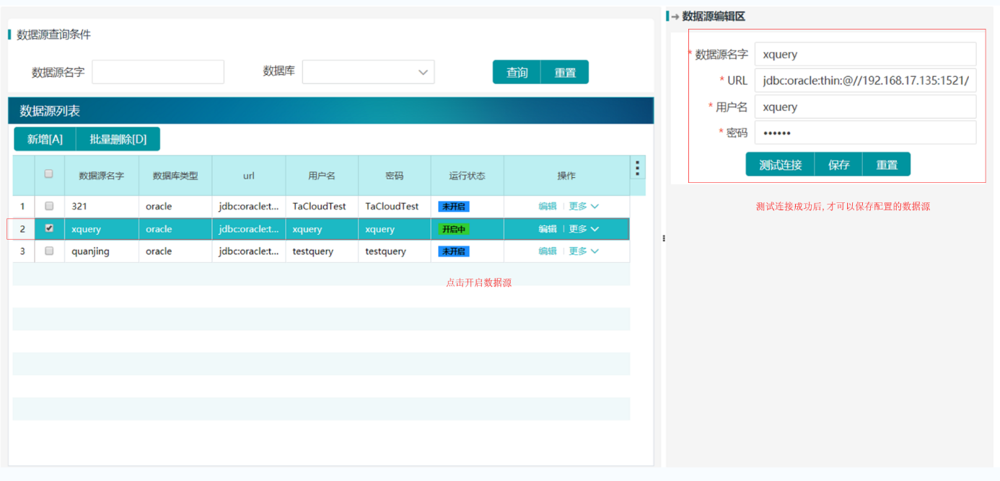 数据源查询条件
数据源名字 数据库 查询 重置
数据源列表
新增[A] 批量删除[D]
数据源名字 数据库类型 url 用户名 密码 运行状态 操作
1 321 oracle jdbc:oracle:t... TaCloudTest TaCloudTest 未开启 编辑 更多
2 xquery oracle jdbc:oracle:t... xquery xquery 开启中 编辑 更多
3 quanjing oracle jdbc:oracle:t... testquery testquery 未开启 编辑 更多
点击开启数据源
→ 数据源编辑区
* 数据源名字 xquery
* URL jdbc:oracle:thin:@//192.168.17.135:1521/
* 用户名 xquery
* 密码 ••••••
测试连接 保存 重置
测试连接成功后, 才可以保存配置的数据源